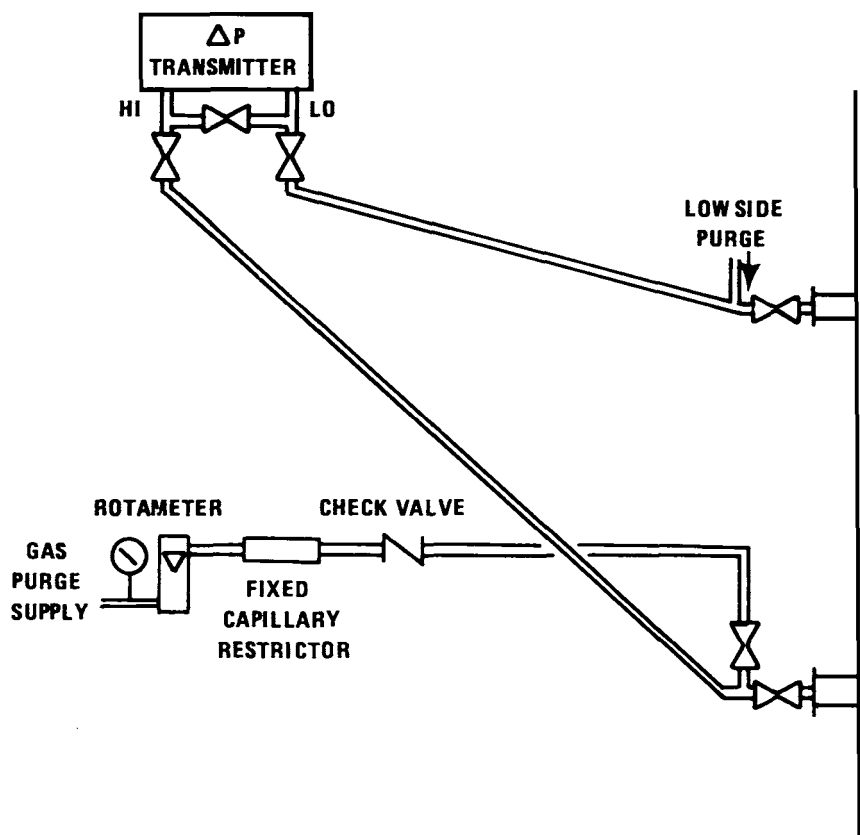 ΔP
TRANSMITTER
HI
LO
LOW SIDE
PURGE
ROTAMETER
CHECK VALVE
GAS
PURGE
SUPPLY
FIXED
CAPILLARY
RESTRICTOR